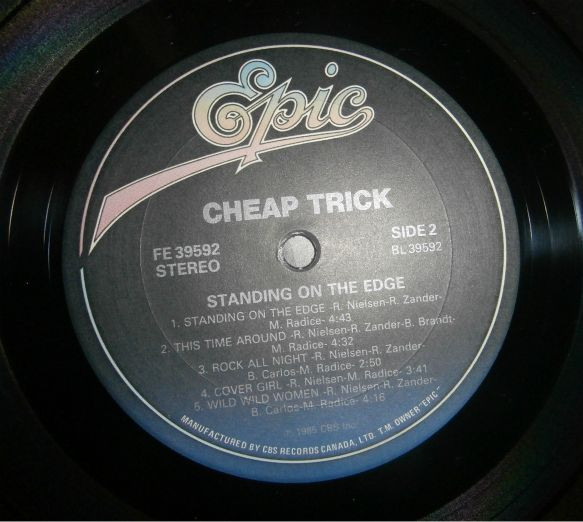 Epic
CHEAP TRICK
FE 39592
STEREO
SIDE 2
BL 39592
STANDING ON THE EDGE
1. STANDING ON THE EDGE -R. Nielsen-R. Zander-
M. Radice- 4:43
2. THIS TIME AROUND -R. Nielsen-R. Zander-B. Brandt-
M. Radice- 4:32
3. ROCK ALL NIGHT -R. Nielsen-R. Zander-
B. Carlos-M. Radice- 2:50
4. COVER GIRL -R. Nielsen-M. Radice- 3:41
5. WILD WILD WOMEN -R. Nielsen-R. Zander-
B. Carlos-M. Radice- 4:16
℗ 1985 CBS Inc.
MANUFACTURED BY CBS RECORDS CANADA, LTD. T.M. OWNER "EPIC"